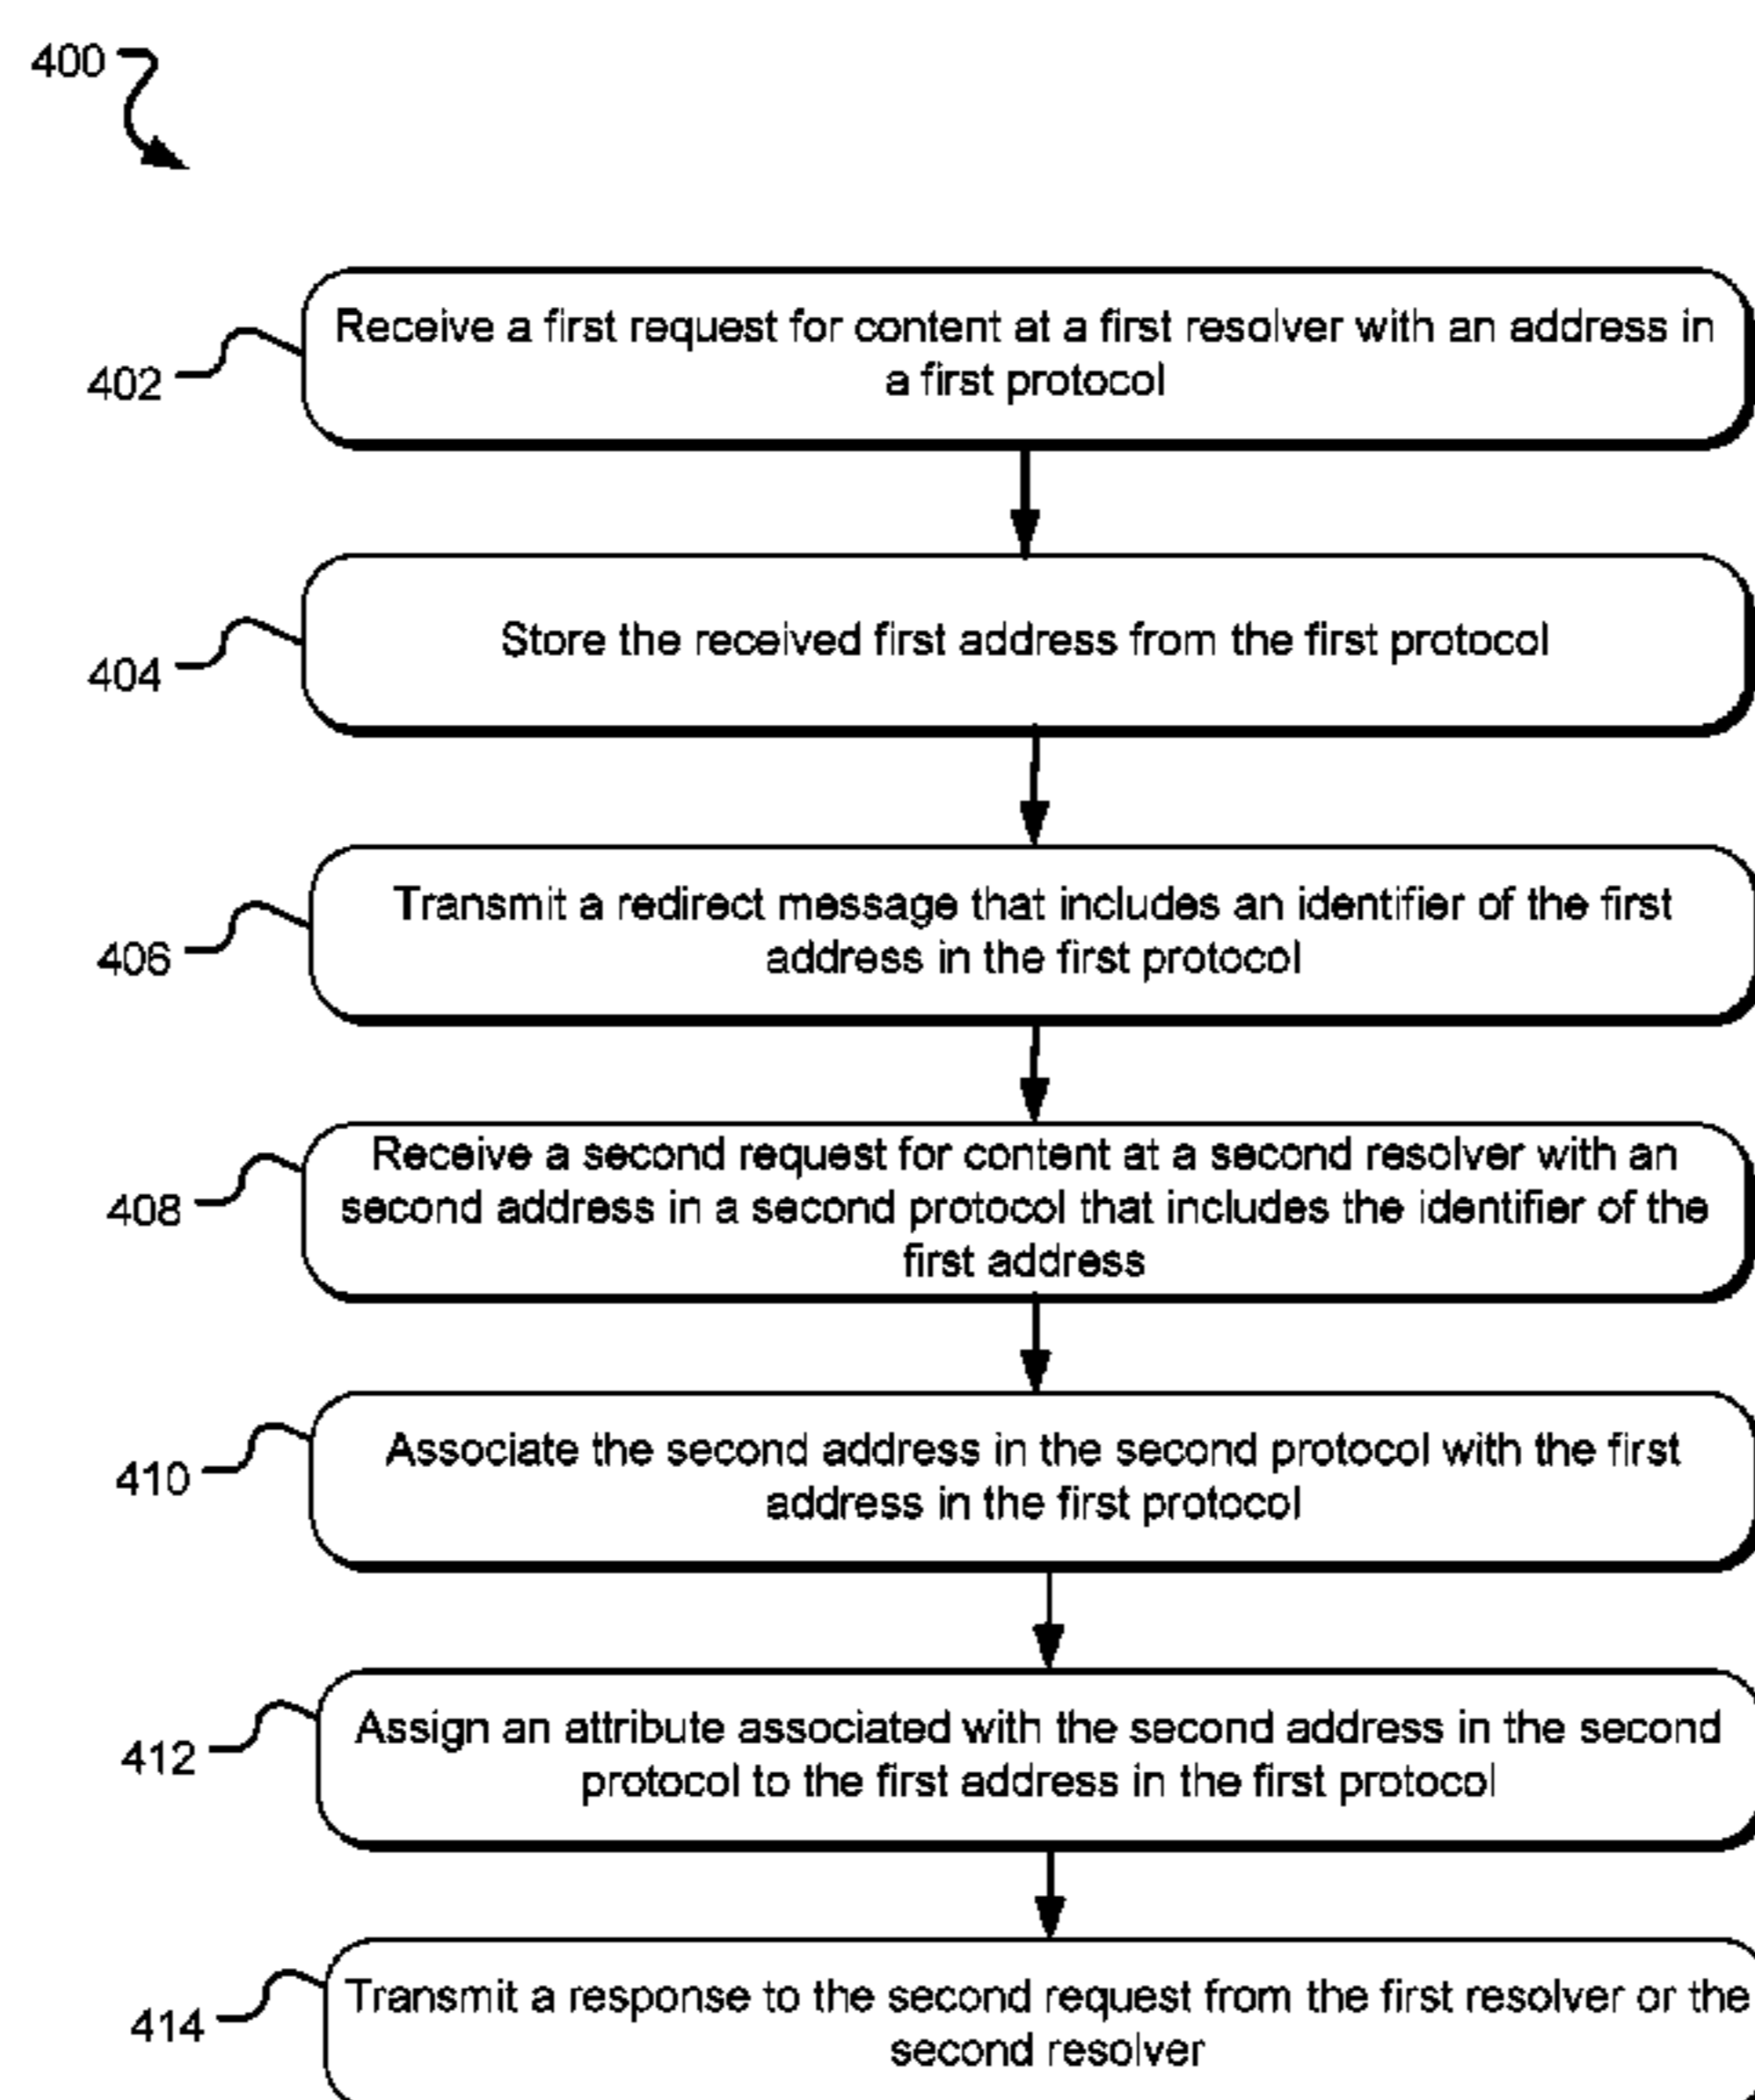 400
Receive a first request for content at a first resolver with an address in
a first protocol
402
Store the received first address from the first protocol
404
Transmit a redirect message that includes an identifier of the first
address in the first protocol
406
Receive a second request for content at a second resolver with an
second address in a second protocol that includes the identifier of the
first address
408
Associate the second address in the second protocol with the first
address in the first protocol
410
Assign an attribute associated with the second address in the second
protocol to the first address in the first protocol
412
Transmit a response to the second request from the first resolver or the
second resolver
414